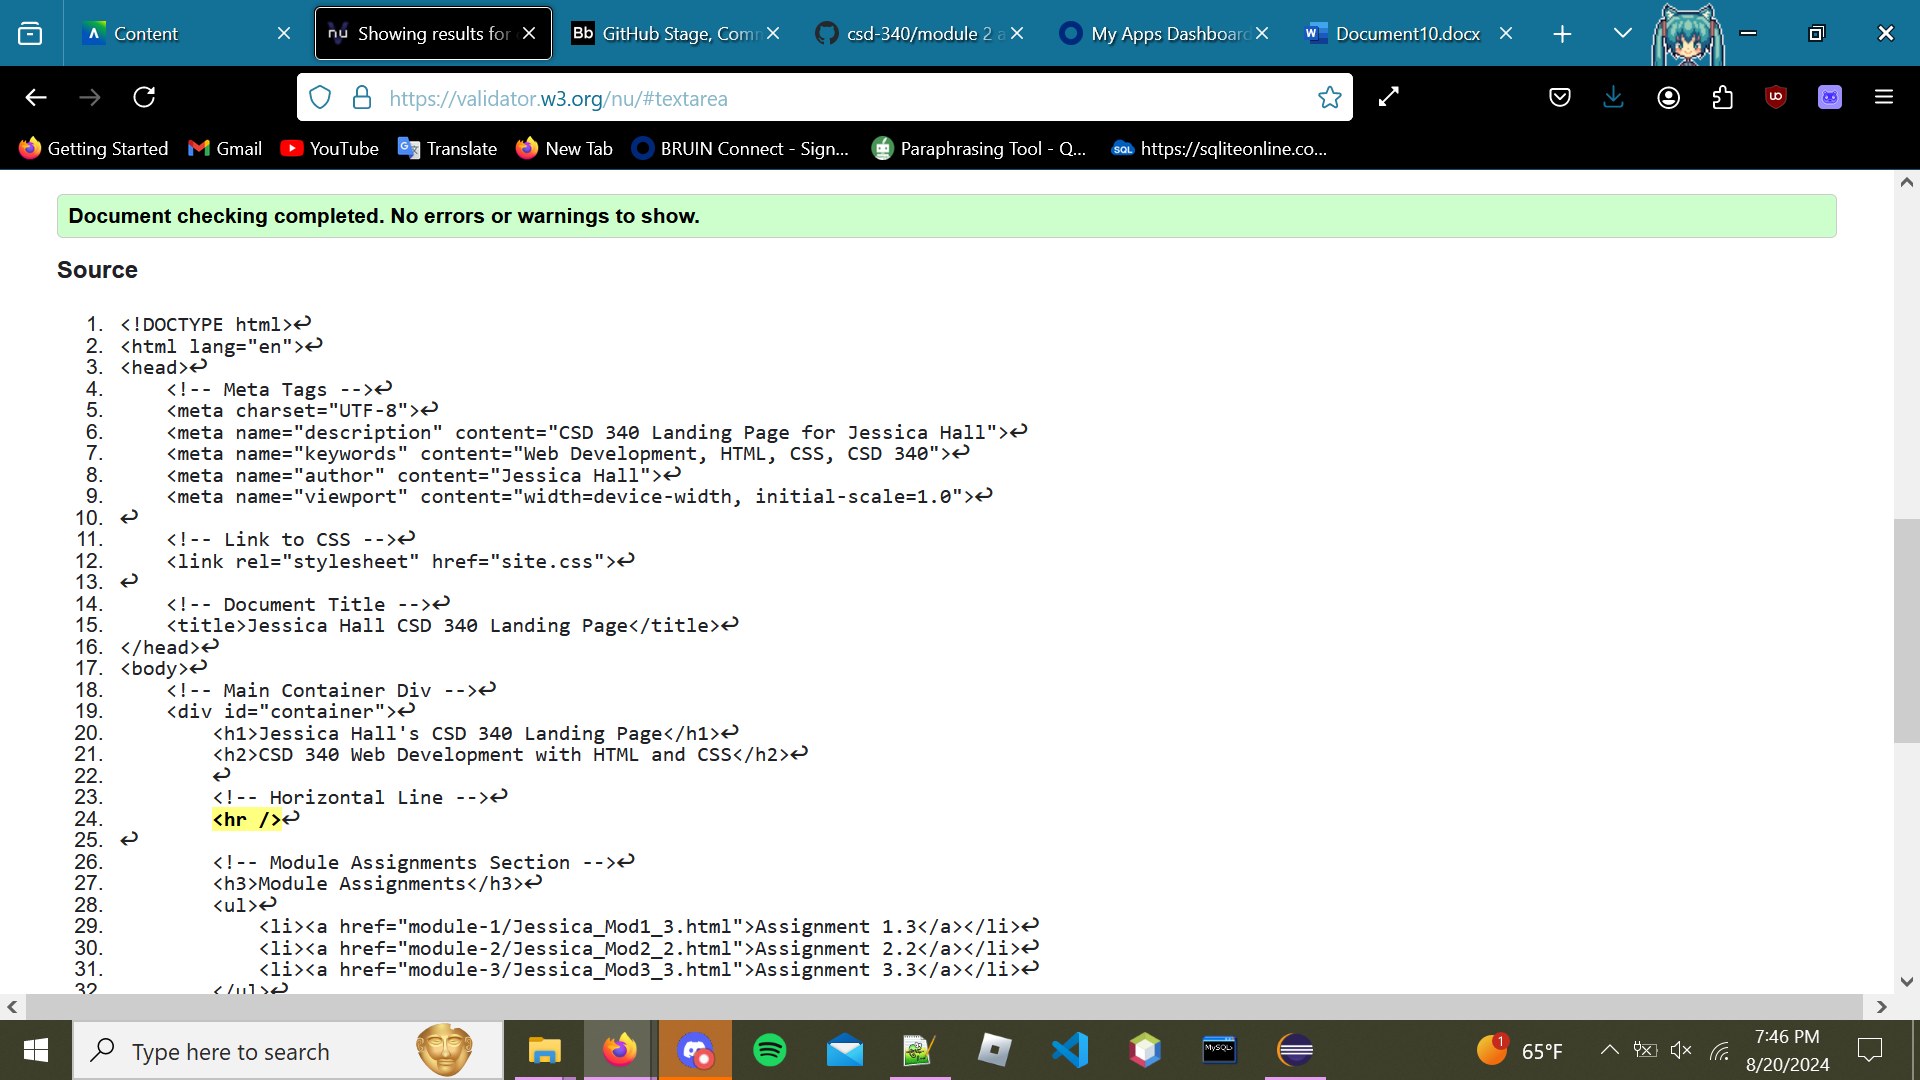 Content
Showing results for
Bb GitHub Stage, Com
csd-340/module 2 a
My Apps Dashboard
Document10.docx
https://validator.w3.org/nu/#textarea
Getting Started
Gmail
YouTube
Translate
New Tab
BRUIN Connect - Sign...
Paraphrasing Tool - Q...
SQL https://sqliteonline.co...
Document checking completed. No errors or warnings to show.
Source
1. <!DOCTYPE html>↩
2. <html lang="en">↩
3. <head>↩
4. <!-- Meta Tags -->↩
5. <meta charset="UTF-8">↩
6. <meta name="description" content="CSD 340 Landing Page for Jessica Hall">↩
7. <meta name="keywords" content="Web Development, HTML, CSS, CSD 340">↩
8. <meta name="author" content="Jessica Hall">↩
9. <meta name="viewport" content="width=device-width, initial-scale=1.0">↩
10. ↩
11. <!-- Link to CSS -->↩
12. <link rel="stylesheet" href="site.css">↩
13. ↩
14. <!-- Document Title -->↩
15. <title>Jessica Hall CSD 340 Landing Page</title>↩
16. </head>↩
17. <body>↩
18. <!-- Main Container Div -->↩
19. <div id="container">↩
20. <h1>Jessica Hall's CSD 340 Landing Page</h1>↩
21. <h2>CSD 340 Web Development with HTML and CSS</h2>↩
22. ↩
23. <!-- Horizontal Line -->↩
24. <hr />↩
25. ↩
26. <!-- Module Assignments Section -->↩
27. <h3>Module Assignments</h3>↩
28. <ul>↩
29. <li><a href="module-1/Jessica_Mod1_3.html">Assignment 1.3</a></li>↩
30. <li><a href="module-2/Jessica_Mod2_2.html">Assignment 2.2</a></li>↩
31. <li><a href="module-3/Jessica_Mod3_3.html">Assignment 3.3</a></li>↩
32. </ul>↩
Type here to search
MySQL
1
65°F
7:46 PM
8/20/2024